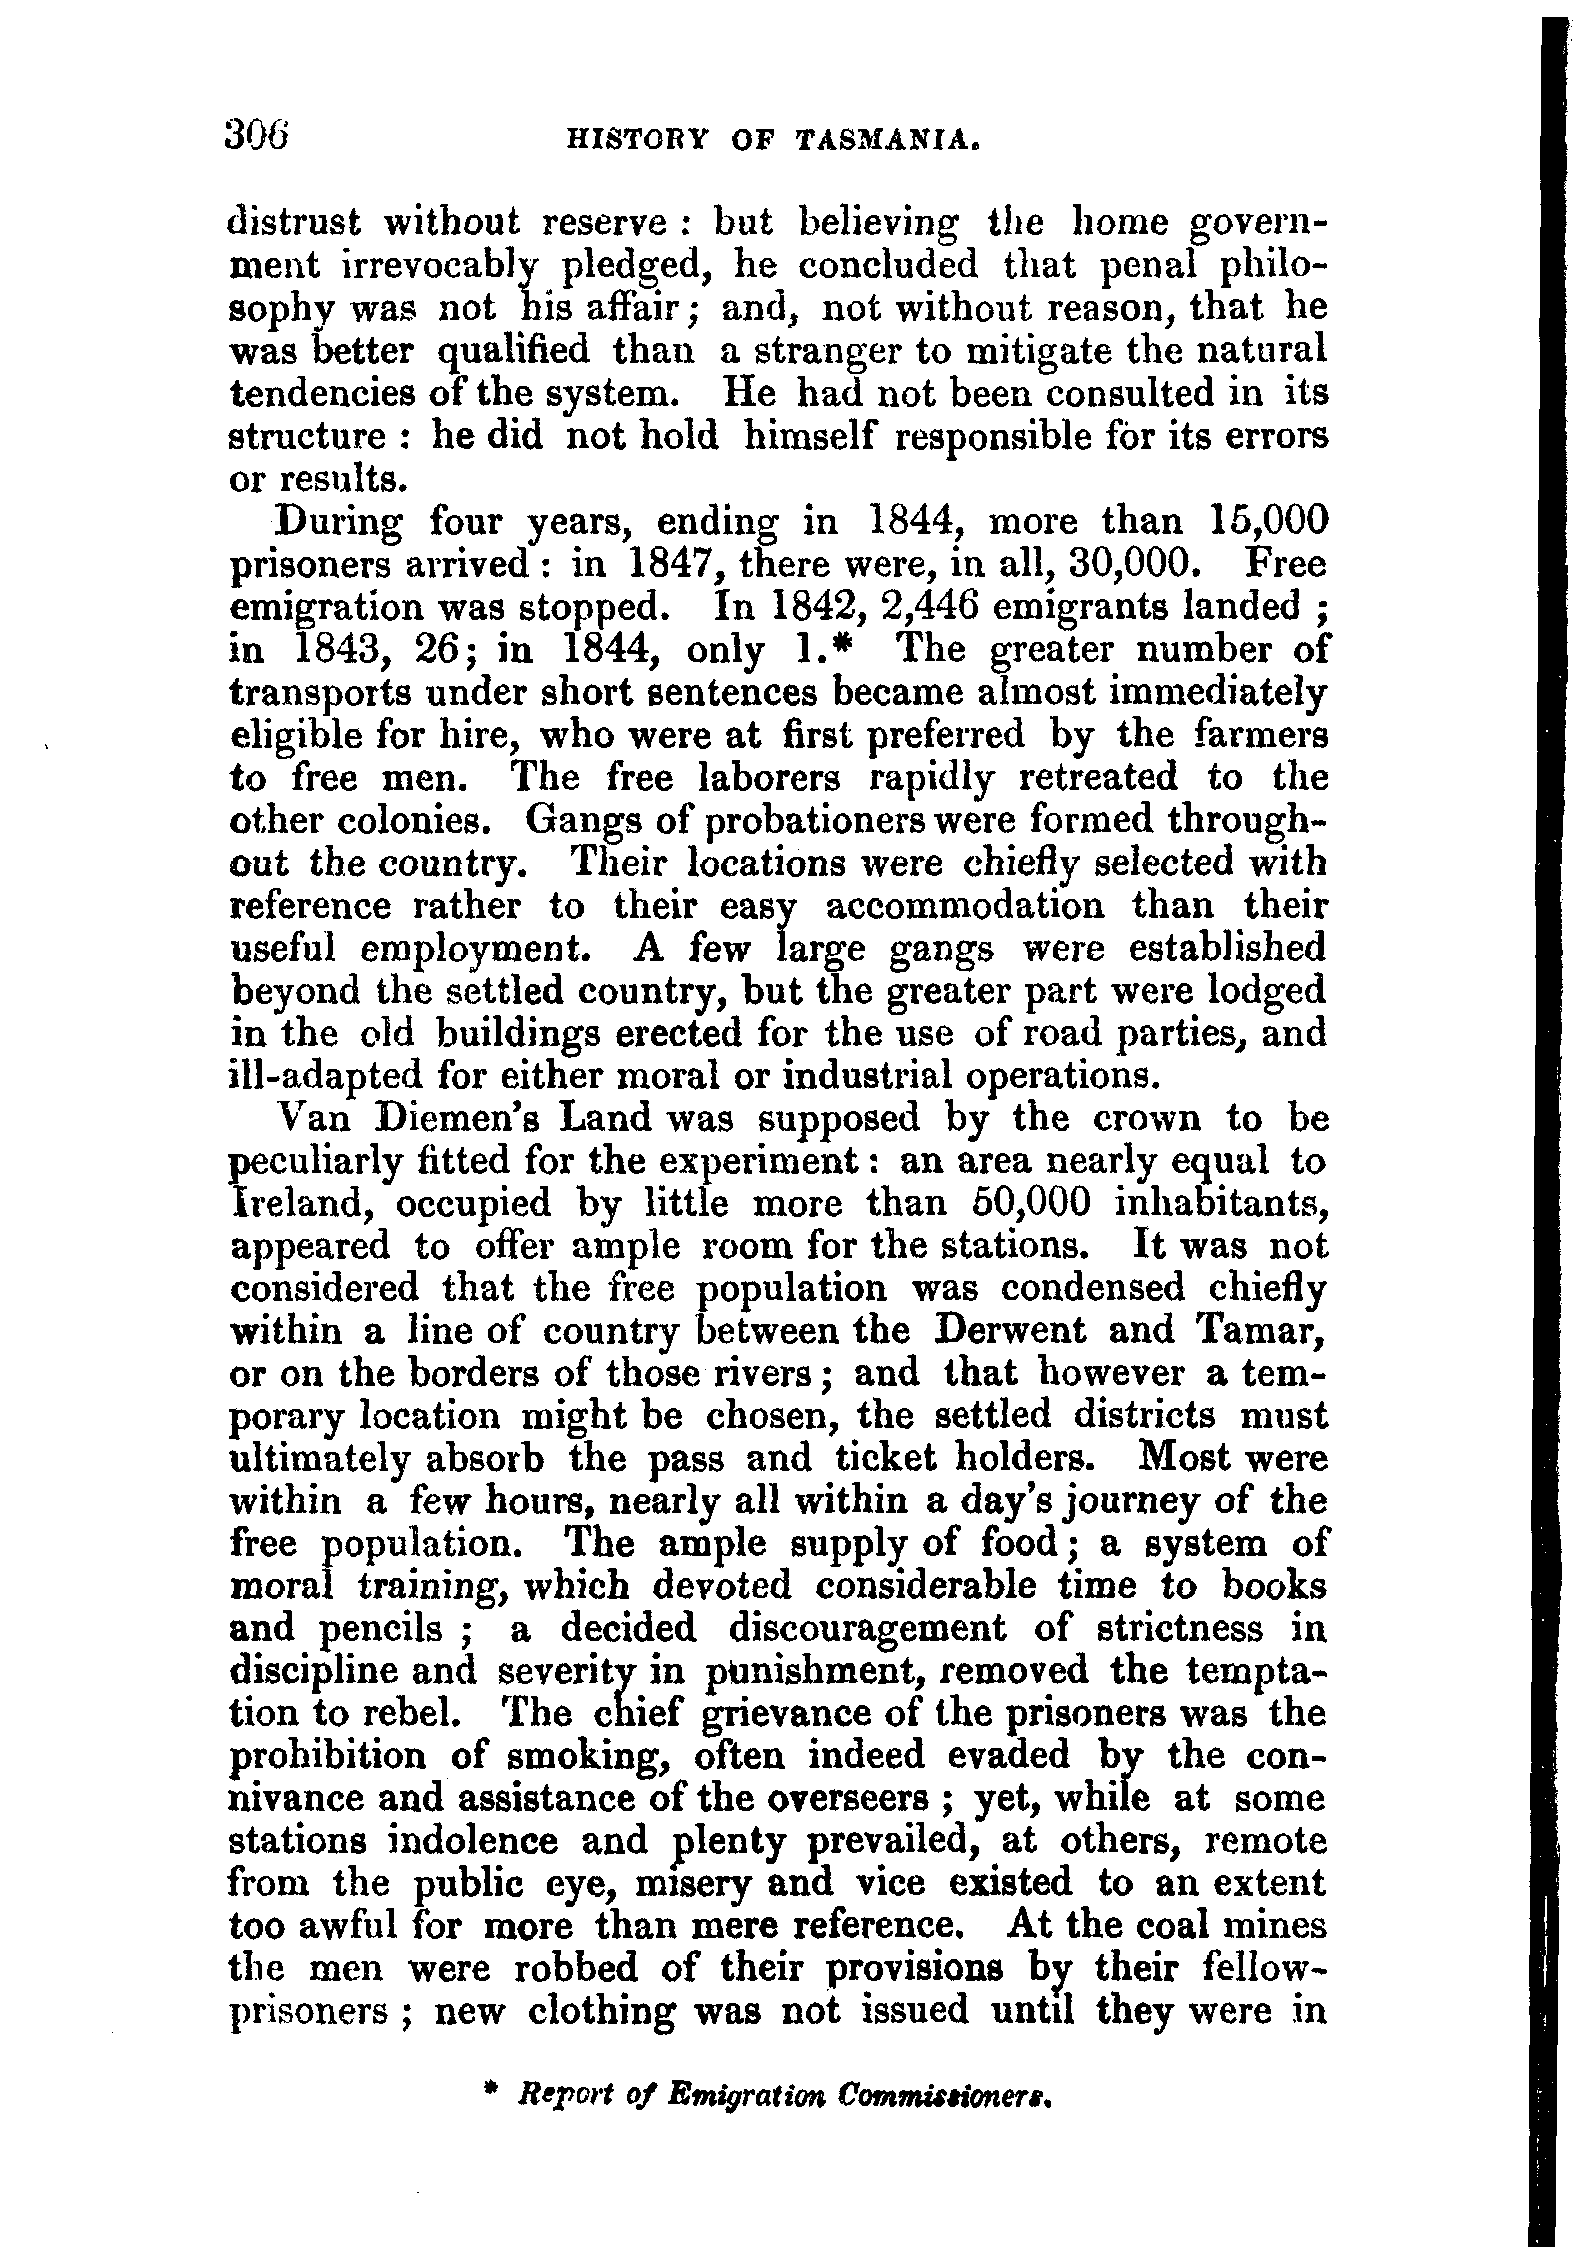 306 HISTORY OF TASMANIA.
distrust without reserve : but believing the home govern-
ment irrevocably pledged, he concluded that penal philo-
sophy was not his affair ; and, not without reason, that he
was better qualified than a stranger to mitigate the natural
tendencies of the system. He had not been consulted in its
structure : he did not hold himself responsible for its errors
or results.
During four years, ending in 1844, more than 15,000
prisoners arrived : in 1847, there were, in all, 30,000. Free
emigration was stopped. In 1842, 2,446 emigrants landed ;
in 1843, 26; in 1844, only 1.* The greater number of
transports under short sentences became almost immediately
eligible for hire, who were at first preferred by the farmers
to free men. The free laborers rapidly retreated to the
other colonies. Gangs of probationers were formed through-
out the country. Their locations were chiefly selected with
reference rather to their easy accommodation than their
useful employment. A few large gangs were established
beyond the settled country, but the greater part were lodged
in the old buildings erected for the use of road parties, and
ill-adapted for either moral or industrial operations.
Van Diemen's Land was supposed by the crown to be
peculiarly fitted for the experiment : an area nearly equal to
Ireland, occupied by little more than 50,000 inhabitants,
appeared to offer ample room for the stations. It was not
considered that the free population was condensed chiefly
within a line of country between the Derwent and Tamar,
or on the borders of those rivers ; and that however a tem-
porary location might be chosen, the settled districts must
ultimately absorb the pass and ticket holders. Most were
within a few hours, nearly all within a day's journey of the
free population. The ample supply of food ; a system of
moral training, which devoted considerable time to books
and pencils ; a decided discouragement of strictness in
discipline and severity in punishment, removed the tempta-
tion to rebel. The chief grievance of the prisoners was the
prohibition of smoking, often indeed evaded by the con-
nivance and assistance of the overseers ; yet, while at some
stations indolence and plenty prevailed, at others, remote
from the public eye, misery and vice existed to an extent
too awful for more than mere reference. At the coal mines
the men were robbed of their provisions by their fellow-
prisoners ; new clothing was not issued until they were in
* Report of Emigration Commissioners.